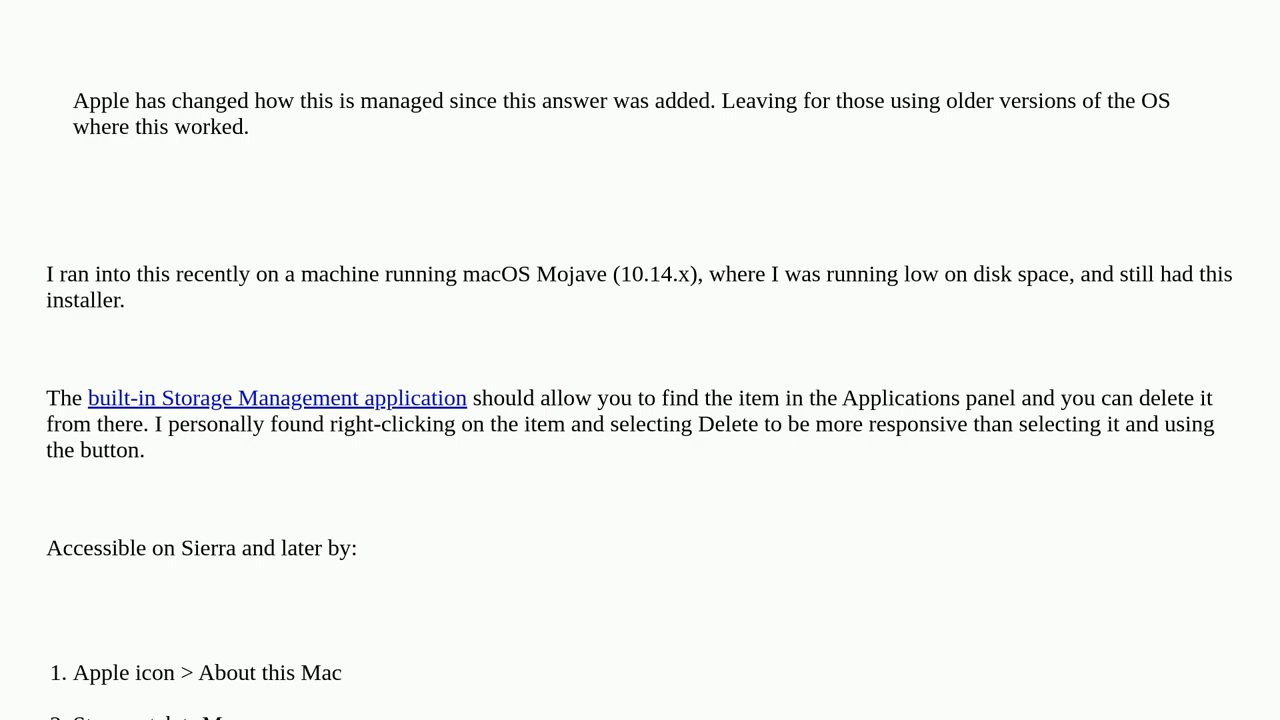 Apple has changed how this is managed since this answer was added. Leaving for those using older versions of the OS
where this worked.
I ran into this recently on a machine running macOS Mojave (10.14.x), where I was running low on disk space, and still had this
installer.
The built-in Storage Management application should allow you to find the item in the Applications panel and you can delete it
from there. I personally found right-clicking on the item and selecting Delete to be more responsive than selecting it and using
the button.
Accessible on Sierra and later by:
1. Apple icon > About this Mac